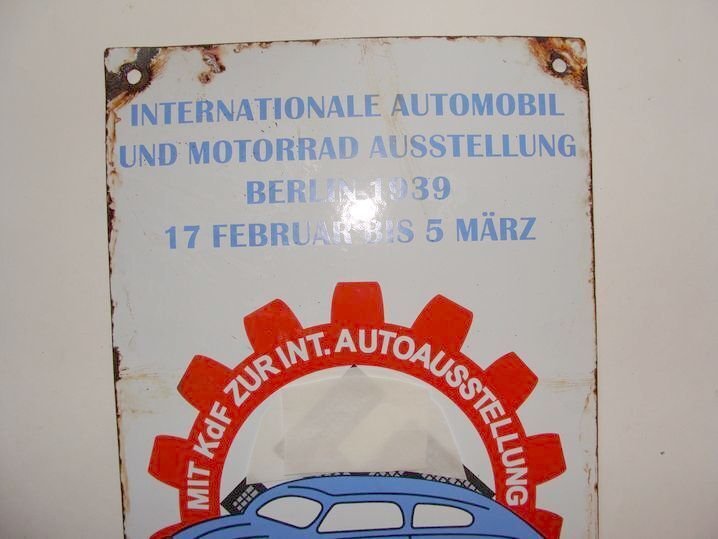 INTERNATIONALE AUTOMOBIL
UND MOTORRAD AUSSTELLUNG
BERLIN 1939
17 FEBRUAR BIS 5 MÄRZ
MIT KdF ZUR INT. AUTOAUSSTELLUNG